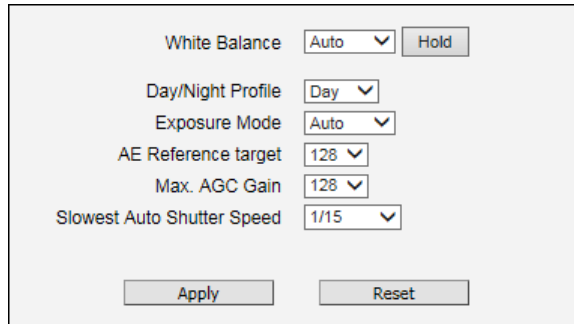 White Balance Auto Hold
Day/Night Profile Day
Exposure Mode Auto
AE Reference target 128
Max. AGC Gain 128
Slowest Auto Shutter Speed 1/15
Apply Reset